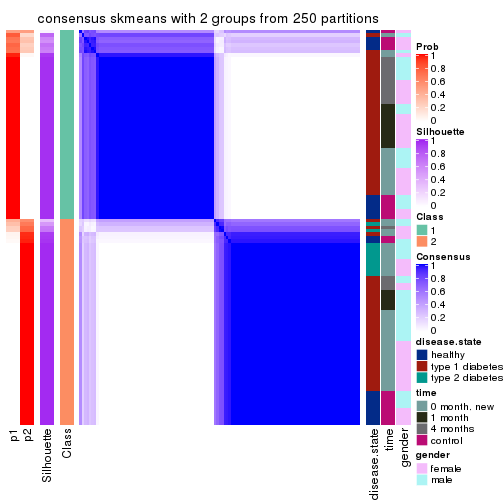 consensus skmeans with 2 groups from 250 partitions
Prob
1
0.8
0.6
0.4
0.2
0
Silhouette
1
0.8
0.6
0.4
0.2
0
Class
1
2
Consensus
1
0.8
0.6
0.4
0.2
0
disease.state
healthy
type 1 diabetes
type 2 diabetes
time
0 month, new
1 month
4 months
control
gender
female
male
p1
p2
Silhouette
Class
disease.state
time
gender